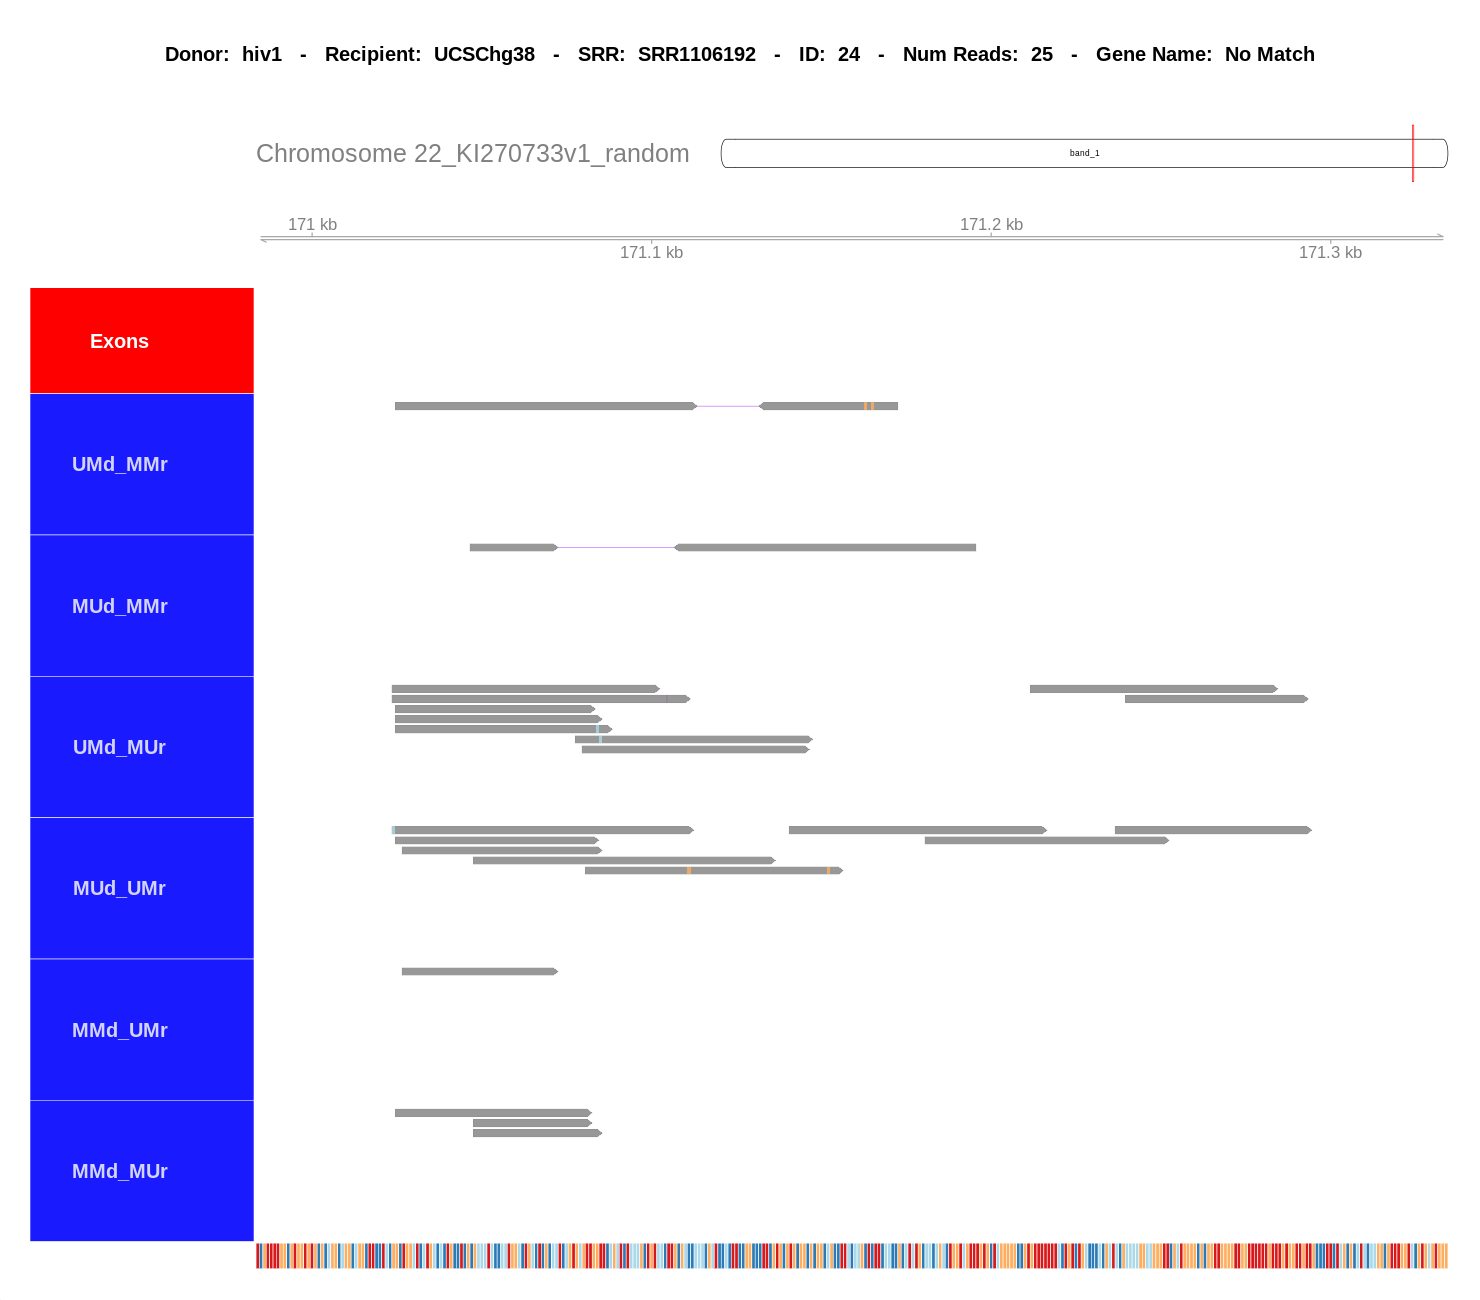 Donor: hiv1 - Recipient: UCSChg38 - SRR: SRR1106192 - ID: 24 - Num Reads: 25 - Gene Name: No Match
Chromosome 22_KI270733v1_random
band_1
171 kb
171.2 kb
171.1 kb
171.3 kb
Exons
UMd_MMr
MUd_MMr
UMd_MUr
MUd_UMr
MMd_UMr
MMd_MUr